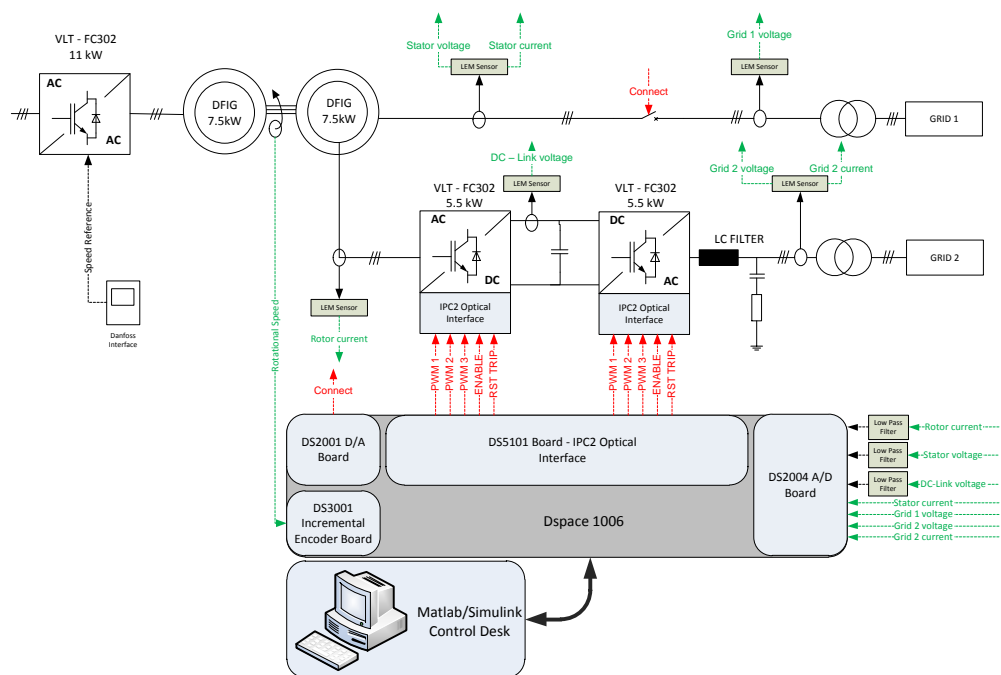 VLT - FC302
11 kW
AC
AC
Speed Reference
Danfoss
Interface
DFIG
7.5kW
DFIG
7.5kW
Rotational Speed
Stator voltage
Stator current
LEM Sensor
Connect
Grid 1 voltage
LEM Sensor
GRID 1
DC – Link voltage
LEM Sensor
Grid 2 voltage
Grid 2 current
LEM Sensor
VLT - FC302
5.5 kW
AC
DC
IPC2 Optical
Interface
VLT - FC302
5.5 kW
DC
AC
IPC2 Optical
Interface
LC FILTER
GRID 2
LEM Sensor
Rotor current
Connect
PWM 1
PWM 2
PWM 3
ENABLE
RST TRIP
PWM 1
PWM 2
PWM 3
ENABLE
RST TRIP
DS2001 D/A
Board
DS5101 Board - IPC2 Optical
Interface
DS2004 A/D
Board
DS3001
Incremental
Encoder Board
Dspace 1006
Low Pass
Filter
Rotor current
Low Pass
Filter
Stator voltage
Low Pass
Filter
DC-Link voltage
Stator current
Grid 1 voltage
Grid 2 voltage
Grid 2 current
Matlab/Simulink
Control Desk